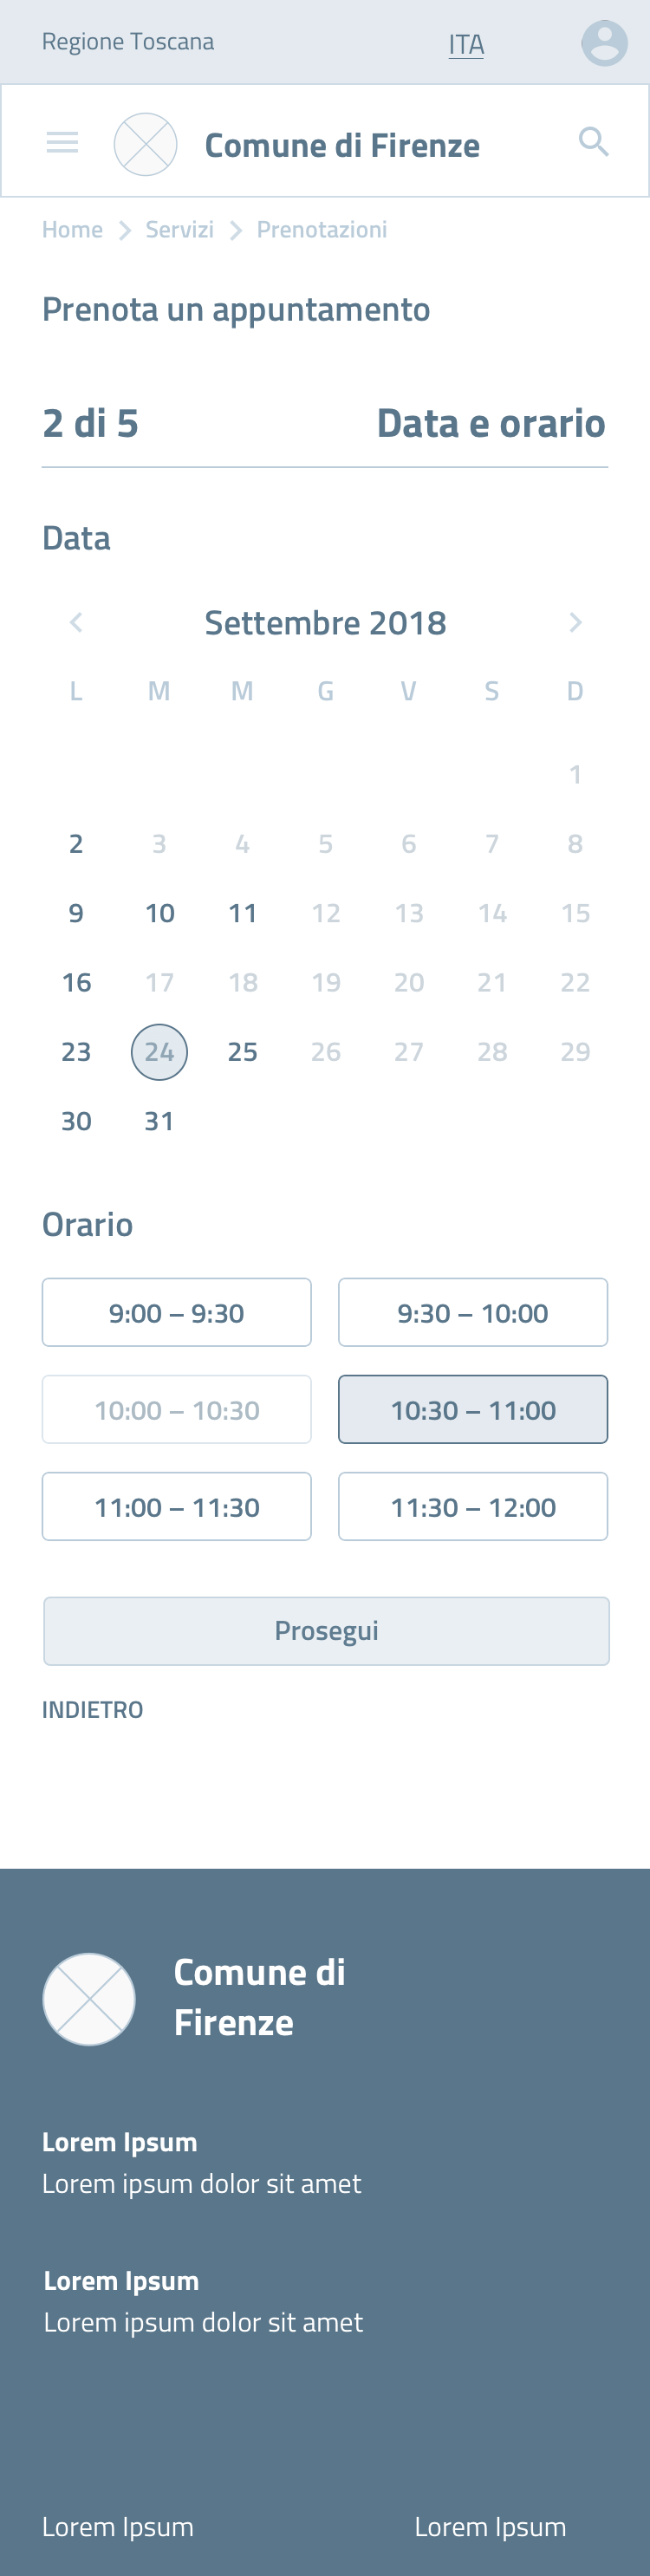 Regione Toscana ITA
Comune di Firenze
Home Servizi Prenotazioni
Prenota un appuntamento
2 di 5 Data e orario
Data
Settembre 2018
L M M G V S D
1
2 3 4 5 6 7 8
9 10 11 12 13 14 15
16 17 18 19 20 21 22
23 24 25 26 27 28 29
30 31
Orario
9:00 – 9:30 9:30 – 10:00
10:00 – 10:30 10:30 – 11:00
11:00 – 11:30 11:30 – 12:00
Prosegui
INDIETRO
Comune di
Firenze
Lorem Ipsum
Lorem ipsum dolor sit amet
Lorem Ipsum
Lorem ipsum dolor sit amet
Lorem Ipsum Lorem Ipsum